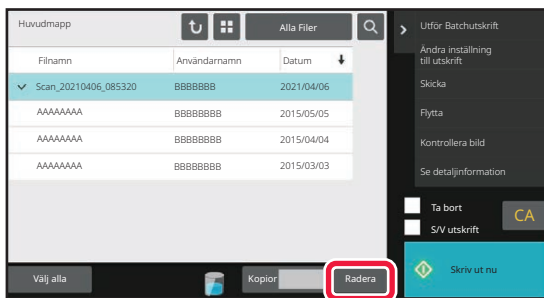 Huvudmapp
Alla Filer
Filnamn Användarnamn Datum
Scan_20210406_085320 BBBBBBB 2021/04/06
AAAAAAAA BBBBBBBB 2015/05/05
AAAAAAAA BBBBBBBB 2015/04/04
AAAAAAAA BBBBBBBB 2015/03/03
Välj alla
Kopior
Radera
Utför Batchutskrift
Ändra inställning
till utskrift
Skicka
Flytta
Kontrollera bild
Se detaljinformation
Ta bort
S/V utskrift
CA
Skriv ut nu